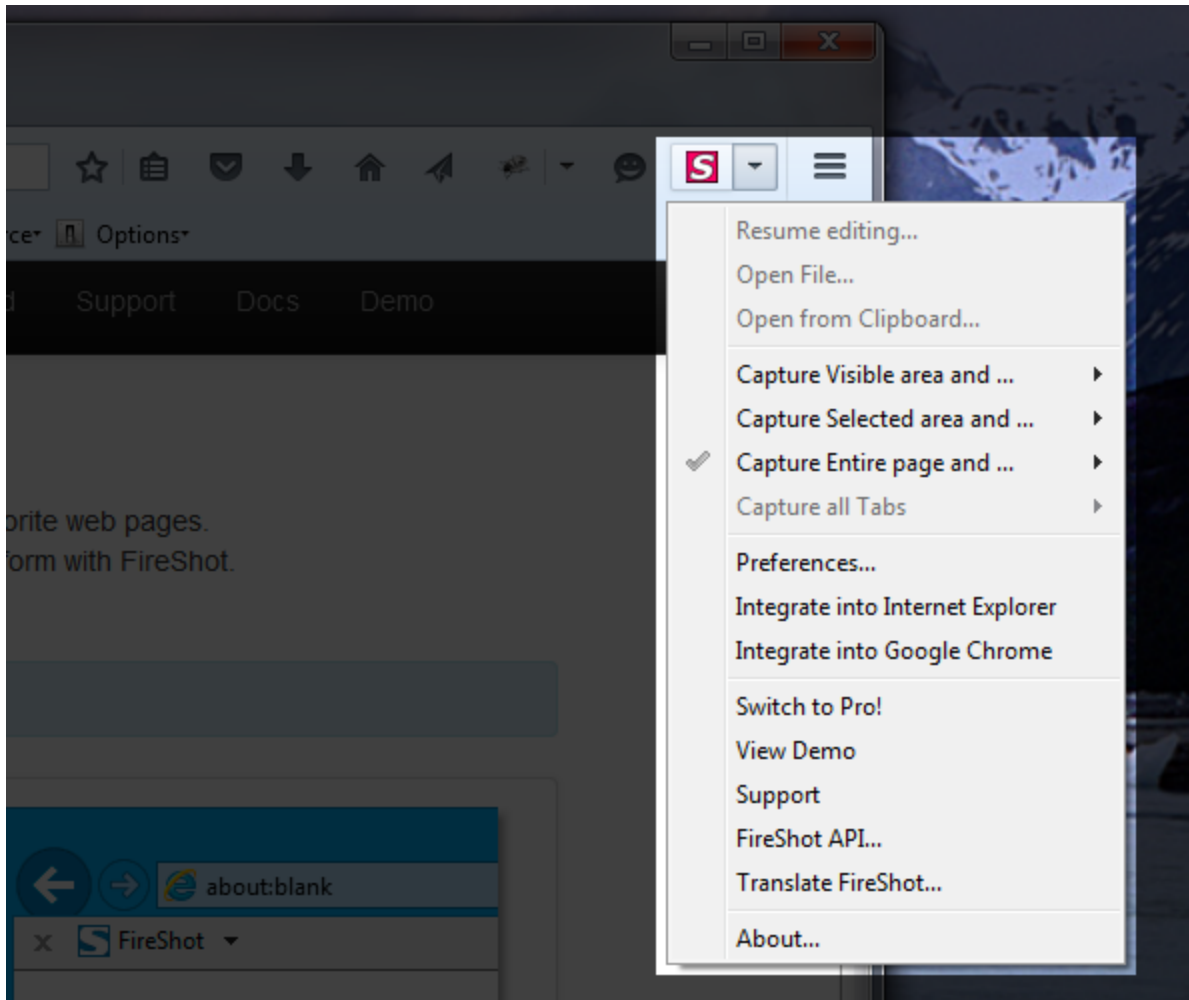 S
rce
Options
d Support Docs Demo
Resume editing...
Open File...
Open from Clipboard...
Capture Visible area and ...
Capture Selected area and ...
Capture Entire page and ...
Capture all Tabs
Preferences...
Integrate into Internet Explorer
Integrate into Google Chrome
Switch to Pro!
View Demo
Support
FireShot API...
Translate FireShot...
About...
orite web pages.
form with FireShot.
about:blank
x S FireShot